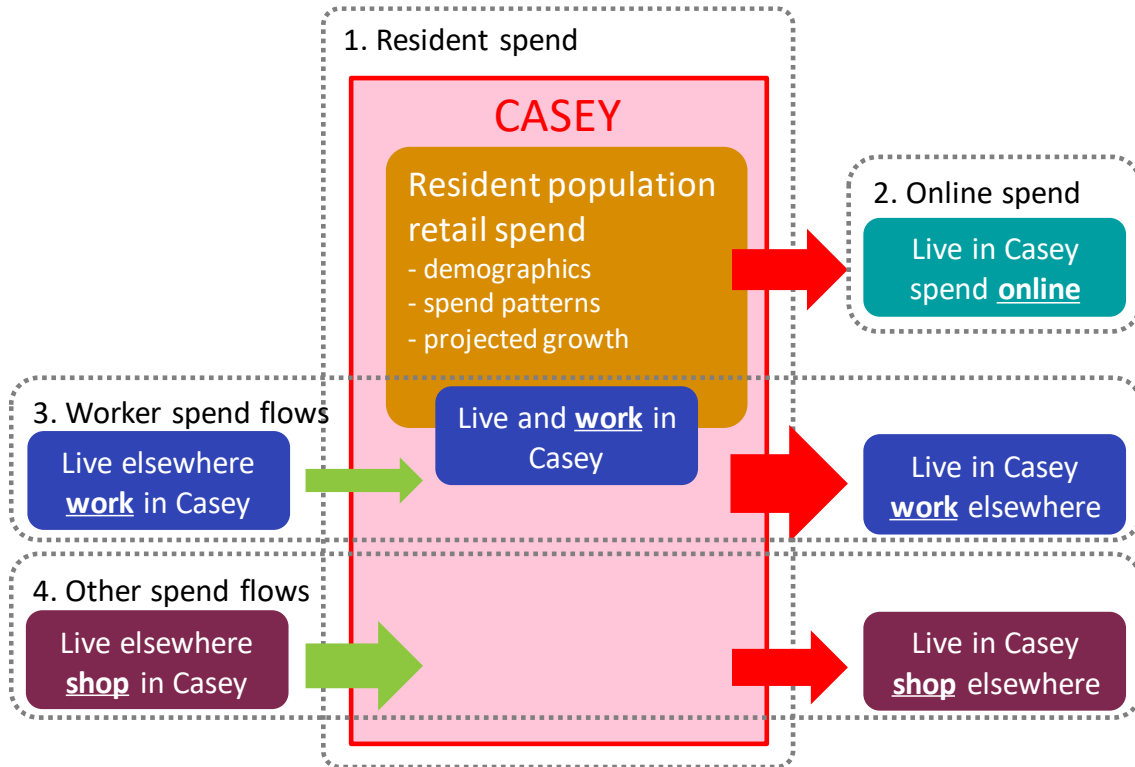 1. Resident spend
CASEY
Resident population
retail spend
- demographics
- spend patterns
- projected growth
2. Online spend
Live in Casey
spend online
3. Worker spend flows
Live elsewhere
work in Casey
Live and work in
Casey
Live in Casey
work elsewhere
4. Other spend flows
Live elsewhere
shop in Casey
Live in Casey
shop elsewhere